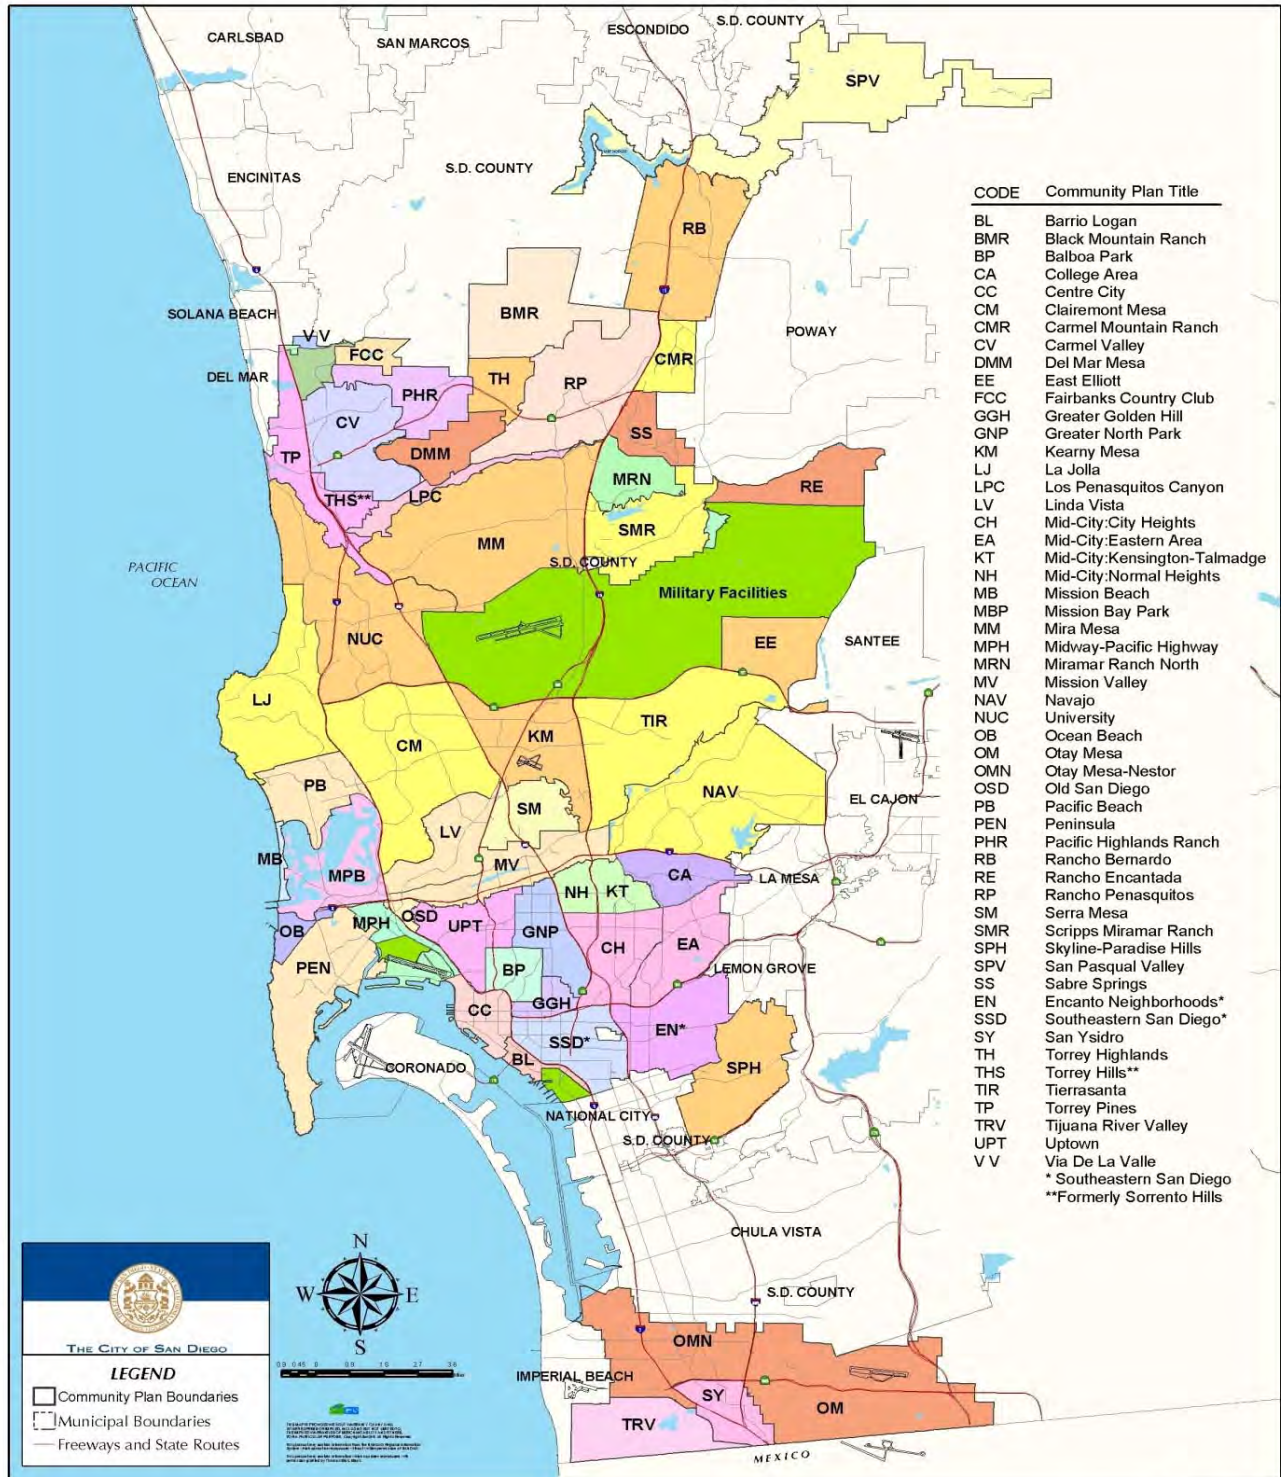 CARLSBAD
SAN MARCOS
ESCONDIDO
S.D. COUNTY
SPV
S.D. COUNTY
ENCINITAS
RB
SOLANA BEACH
BMR
V V
FCC
POWAY
DEL MAR
PHR
TH
RP
CMR
CV
DMM
SS
TP
THS**
LPC
MRN
RE
SMR
MM
S.D. COUNTY
PACIFIC
OCEAN
Military Facilities
NUC
EE
SANTEE
LJ
CM
KM
TIR
PB
SM
NAV
EL CAJON
LV
MB
MPB
MV
NH
KT
CA
LA MESA
OB
MPH
OSD
UPT
GNP
CH
EA
PEN
BP
LEMON GROVE
CC
GGH
SSD*
EN*
CORONADO
BL
SPH
NATIONAL CITY
S.D. COUNTY
CHULA VISTA
S.D. COUNTY
OMN
IMPERIAL BEACH
SY
OM
TRV
MEXICO
CODE Community Plan Title
BL Barrio Logan
BMR Black Mountain Ranch
BP Balboa Park
CA College Area
CC Centre City
CM Clairemont Mesa
CMR Carmel Mountain Ranch
CV Carmel Valley
DMM Del Mar Mesa
EE East Elliott
FCC Fairbanks Country Club
GGH Greater Golden Hill
GNP Greater North Park
KM Kearny Mesa
LJ La Jolla
LPC Los Penasquitos Canyon
LV Linda Vista
CH Mid-City:City Heights
EA Mid-City:Eastern Area
KT Mid-City:Kensington-Talmadge
NH Mid-City:Normal Heights
MB Mission Beach
MBP Mission Bay Park
MM Mira Mesa
MPH Midway-Pacific Highway
MRN Miramar Ranch North
MV Mission Valley
NAV Navajo
NUC University
OB Ocean Beach
OM Otay Mesa
OMN Otay Mesa-Nestor
OSD Old San Diego
PB Pacific Beach
PEN Peninsula
PHR Pacific Highlands Ranch
RB Rancho Bernardo
RE Rancho Encantada
RP Rancho Penasquitos
SM Serra Mesa
SMR Scripps Miramar Ranch
SPH Skyline-Paradise Hills
SPV San Pasqual Valley
SS Sabre Springs
EN Encanto Neighborhoods*
SSD Southeastern San Diego*
SY San Ysidro
TH Torrey Highlands
THS Torrey Hills**
TIR Tierrasanta
TP Torrey Pines
TRV Tijuana River Valley
UPT Uptown
V V Via De La Valle
* Southeastern San Diego
**Formerly Sorrento Hills
N
W E
S
THE CITY OF SAN DIEGO
LEGEND
Community Plan Boundaries
Municipal Boundaries
Freeways and State Routes